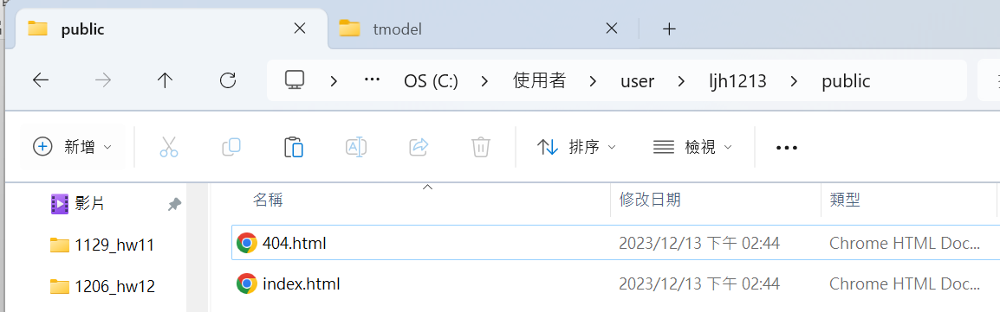 public
tmodel
OS (C:) 使用者 user ljh1213 public
新增 排序 檢視
名稱 修改日期 類型
影片
1129_hw11
1206_hw12
404.html 2023/12/13 下午 02:44 Chrome HTML Doc...
index.html 2023/12/13 下午 02:44 Chrome HTML Doc...